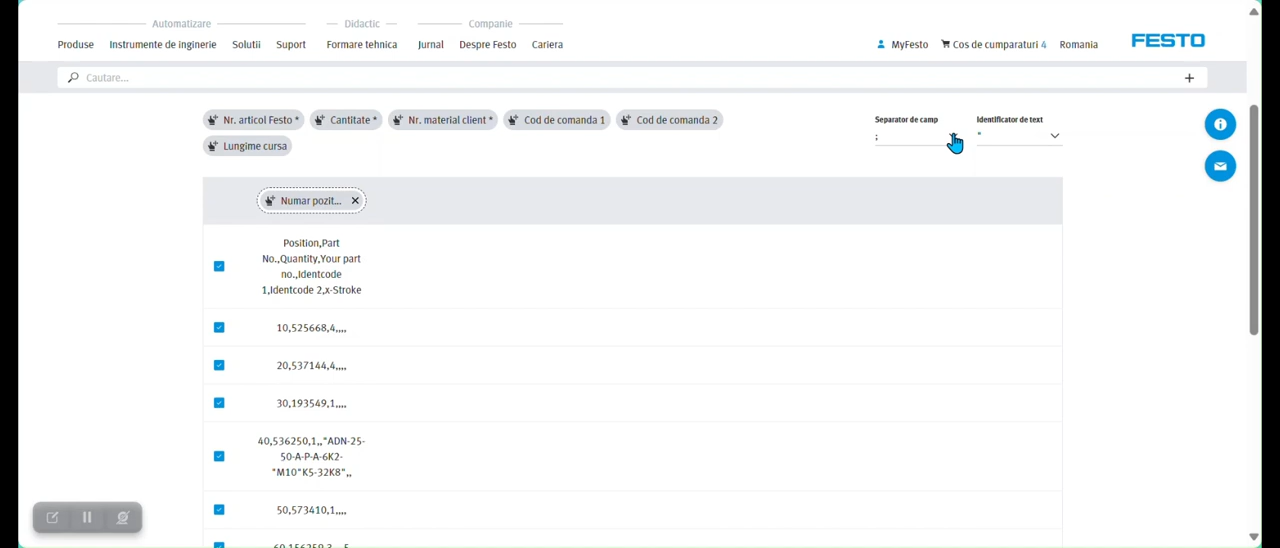 Automatizare Didactic Companie
Produse Instrumente de inginerie Solutii Suport Formare tehnica Jurnal Despre Festo Cariera MyFesto Cos de cumparaturi 4 Romania FESTO
Cautare...
Nr. articol Festo * Cantitate * Nr. material client * Cod de comanda 1 Cod de comanda 2
Lungime cursa
Separator de camp Identificator de text
; "
Numar pozit...
Position,Part
No.,Quantity,Your part
no.,Identcode
1,Identcode 2,x-Stroke
10,525668,4,,,,
20,537144,4,,,,
30,193549,1,,,,
40,536250,1,,"ADN-25-
50-A-P-A-6K2-
"M10"K5-32K8",,
50,573410,1,,,,